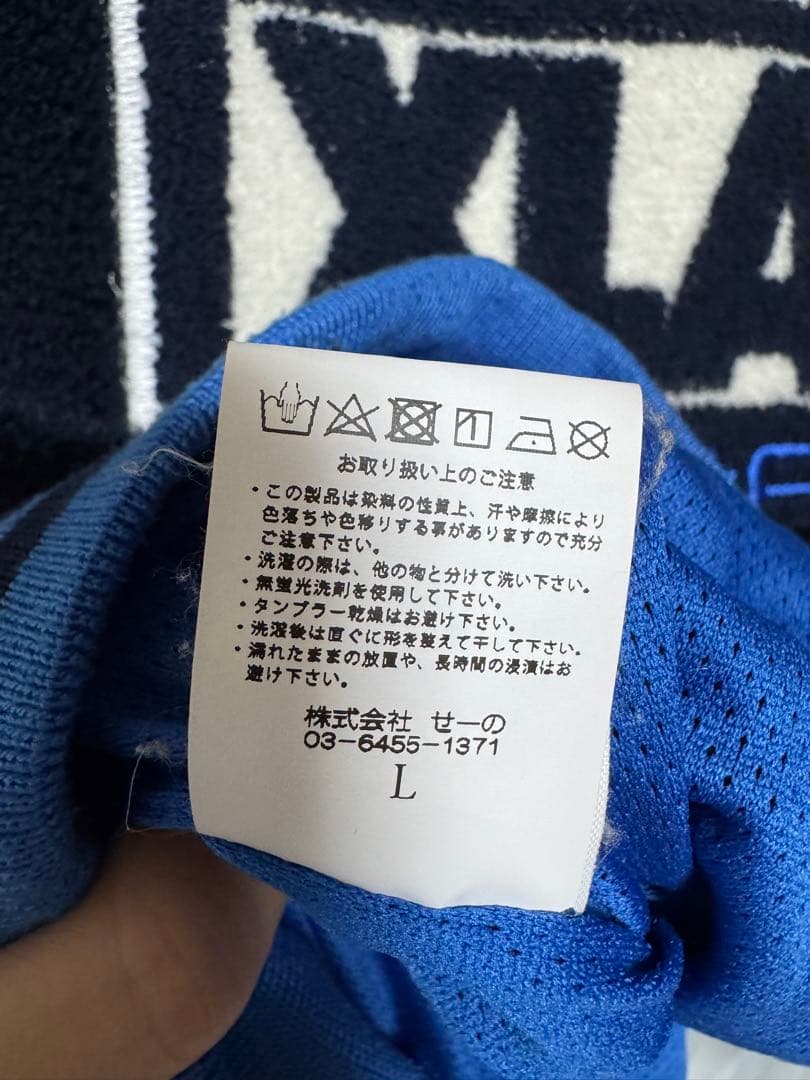 XLA
お取り扱い上のご注意
・この製品は染料の性質上、汗や摩擦により
色落ちや色移りする事がありますので充分
ご注意下さい。
・洗濯の際は、他の物と分けて洗い下さい。
・無蛍光洗剤を使用して下さい。
・タンブラー乾燥はお避け下さい。
・洗濯後は直ぐに形を整えて干して下さい。
・濡れたままの放置や、長時間の浸漬はお
避け下さい。
株式会社 せーの
03-6455-1371
L